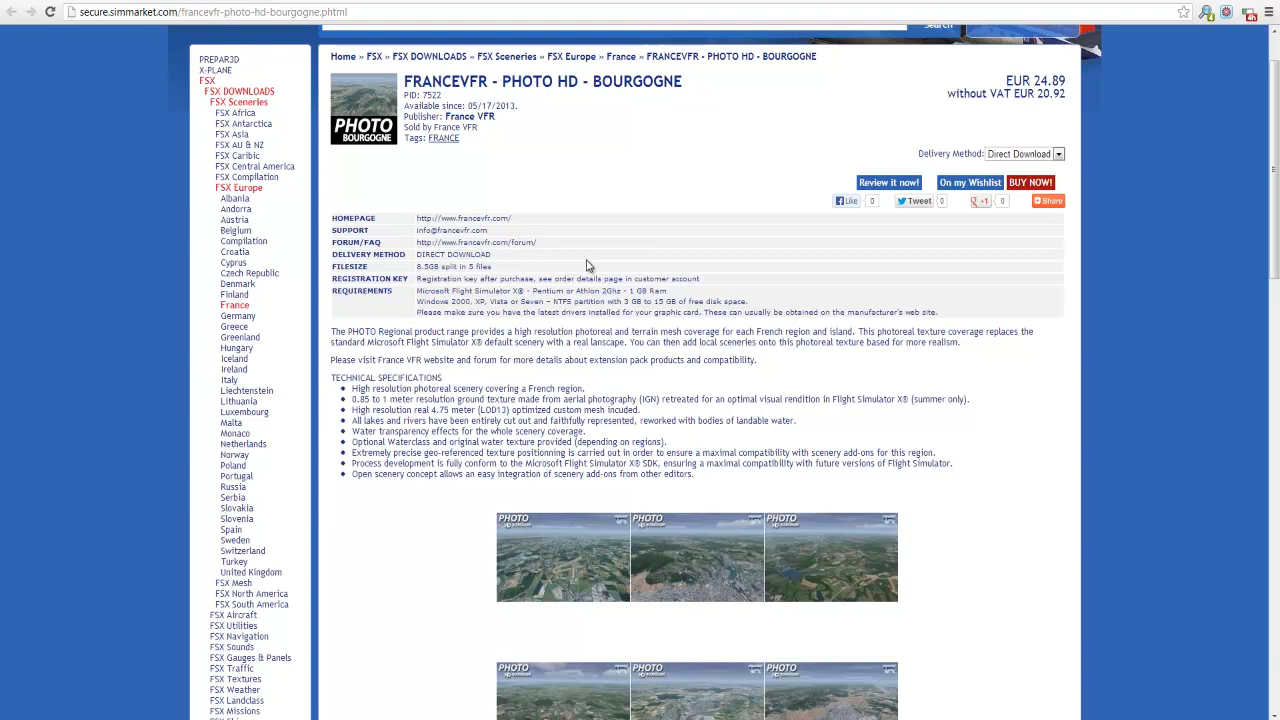 secure.simmarket.com/francevfr-photo-hd-bourgogne.phtml
Search
PREPAR3D
X-PLANE
FSX
FSX DOWNLOADS
FSX Sceneries
FSX Africa
FSX Antarctica
FSX Asia
FSX AU & NZ
FSX Caribic
FSX Central America
FSX Compilation
FSX Europe
Albania
Andorra
Austria
Belgium
Compilation
Croatia
Cyprus
Czech Republic
Denmark
Finland
France
Germany
Greece
Greenland
Hungary
Iceland
Ireland
Italy
Liechtenstein
Lithuania
Luxembourg
Malta
Monaco
Netherlands
Norway
Poland
Portugal
Russia
Serbia
Slovakia
Slovenia
Spain
Sweden
Switzerland
Turkey
United Kingdom
FSX Mesh
FSX North America
FSX South America
FSX Aircraft
FSX Utilities
FSX Navigation
FSX Sounds
FSX Gauges & Panels
FSX Traffic
FSX Textures
FSX Weather
FSX Landclass
FSX Missions
Home » FSX » FSX DOWNLOADS » FSX Sceneries » FSX Europe » France » FRANCEVFR - PHOTO HD - BOURGOGNE
PHOTO
BOURGOGNE
FRANCEVFR - PHOTO HD - BOURGOGNE
PID: 7522
Available since: 05/17/2013.
Publisher: France VFR
Sold by France VFR
Tags: FRANCE
EUR 24.89
without VAT EUR 20.92
Delivery Method: Direct Download
Review it now! On my Wishlist BUY NOW!
Like 0 Tweet 0 +1 0 Share
HOMEPAGE http://www.francevfr.com/
SUPPORT info@francevfr.com
FORUM/FAQ http://www.francevfr.com/forum/
DELIVERY METHOD DIRECT DOWNLOAD
FILESIZE 8.5GB split in 5 files
REGISTRATION KEY Registration key after purchase, see order details page in customer account
REQUIREMENTS Microsoft Flight Simulator X® - Pentium or Athlon 2Ghz - 1 GB Ram
Windows 2000, XP, Vista or Seven – NTFS partition with 3 GB to 15 GB of free disk space.
Please make sure you have the latest drivers installed for your graphic card. These can usually be obtained on the manufacturer's web site.
The PHOTO Regional product range provides a high resolution photoreal and terrain mesh coverage for each French region and island. This photoreal texture coverage replaces the
standard Microsoft Flight Simulator X® default scenery with a real lanscape. You can then add local sceneries onto this photoreal texture based for more realism.
Please visit France VFR website and forum for more details about extension pack products and compatibility.
TECHNICAL SPECIFICATIONS
High resolution photoreal scenery covering a French region.
0.85 to 1 meter resolution ground texture made from aerial photography (IGN) retreated for an optimal visual rendition in Flight Simulator X® (summer only).
High resolution real 4.75 meter (LOD13) optimized custom mesh incuded.
All lakes and rivers have been entirely cut out and faithfully represented, reworked with bodies of landable water.
Water transparency effects for the whole scenery coverage.
Optional Waterclass and original water texture provided (depending on regions).
Extremely precise geo-referenced texture positionning is carried out in order to ensure a maximal compatibility with scenery add-ons for this region.
Process development is fully conform to the Microsoft Flight Simulator X® SDK, ensuring a maximal compatibility with future versions of Flight Simulator.
Open scenery concept allows an easy integration of scenery add-ons from other editors.
PHOTO PHOTO PHOTO
PHOTO PHOTO PHOTO